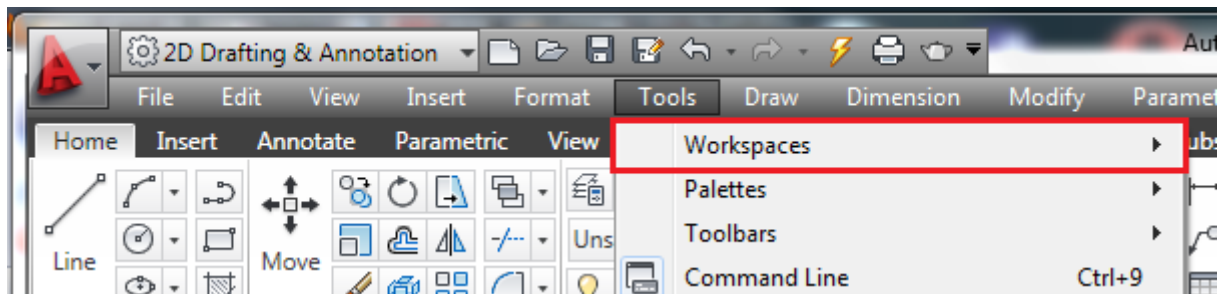 2D Drafting & Annotation
Aut
File Edit View Insert Format Tools Draw Dimension Modify Paramet
Home Insert Annotate Parametric View Workspaces ubs
Palettes
Uns Toolbars
Line Move Command Line Ctrl+9